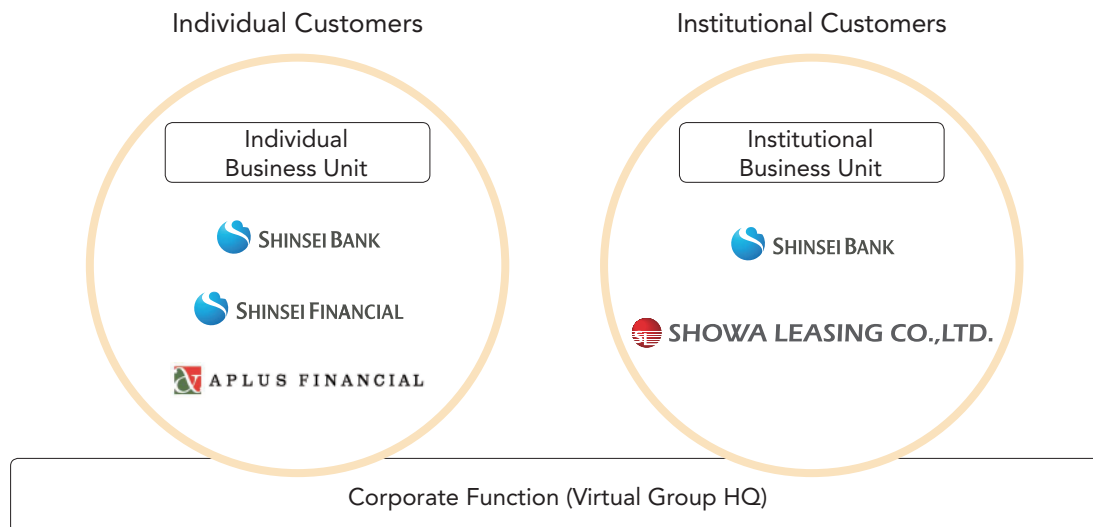 Individual Customers
Institutional Customers
Individual
Business Unit
Institutional
Business Unit
SHINSEI BANK
SHINSEI FINANCIAL
APLUS FINANCIAL
SHINSEI BANK
SL SHOWA LEASING CO.,LTD.
Corporate Function (Virtual Group HQ)